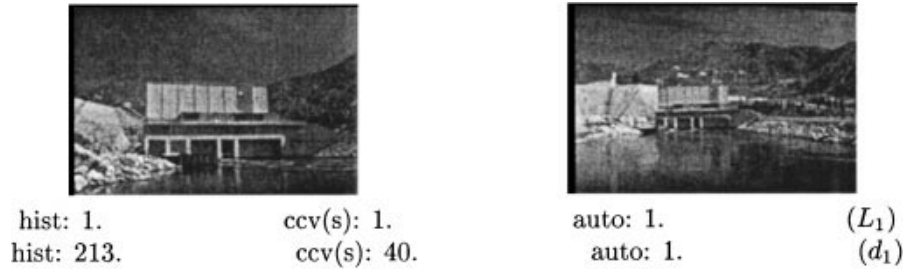 hist: 1. ccv(s): 1. auto: 1. (L₁)
hist: 213. ccv(s): 40. auto: 1. (d₁)